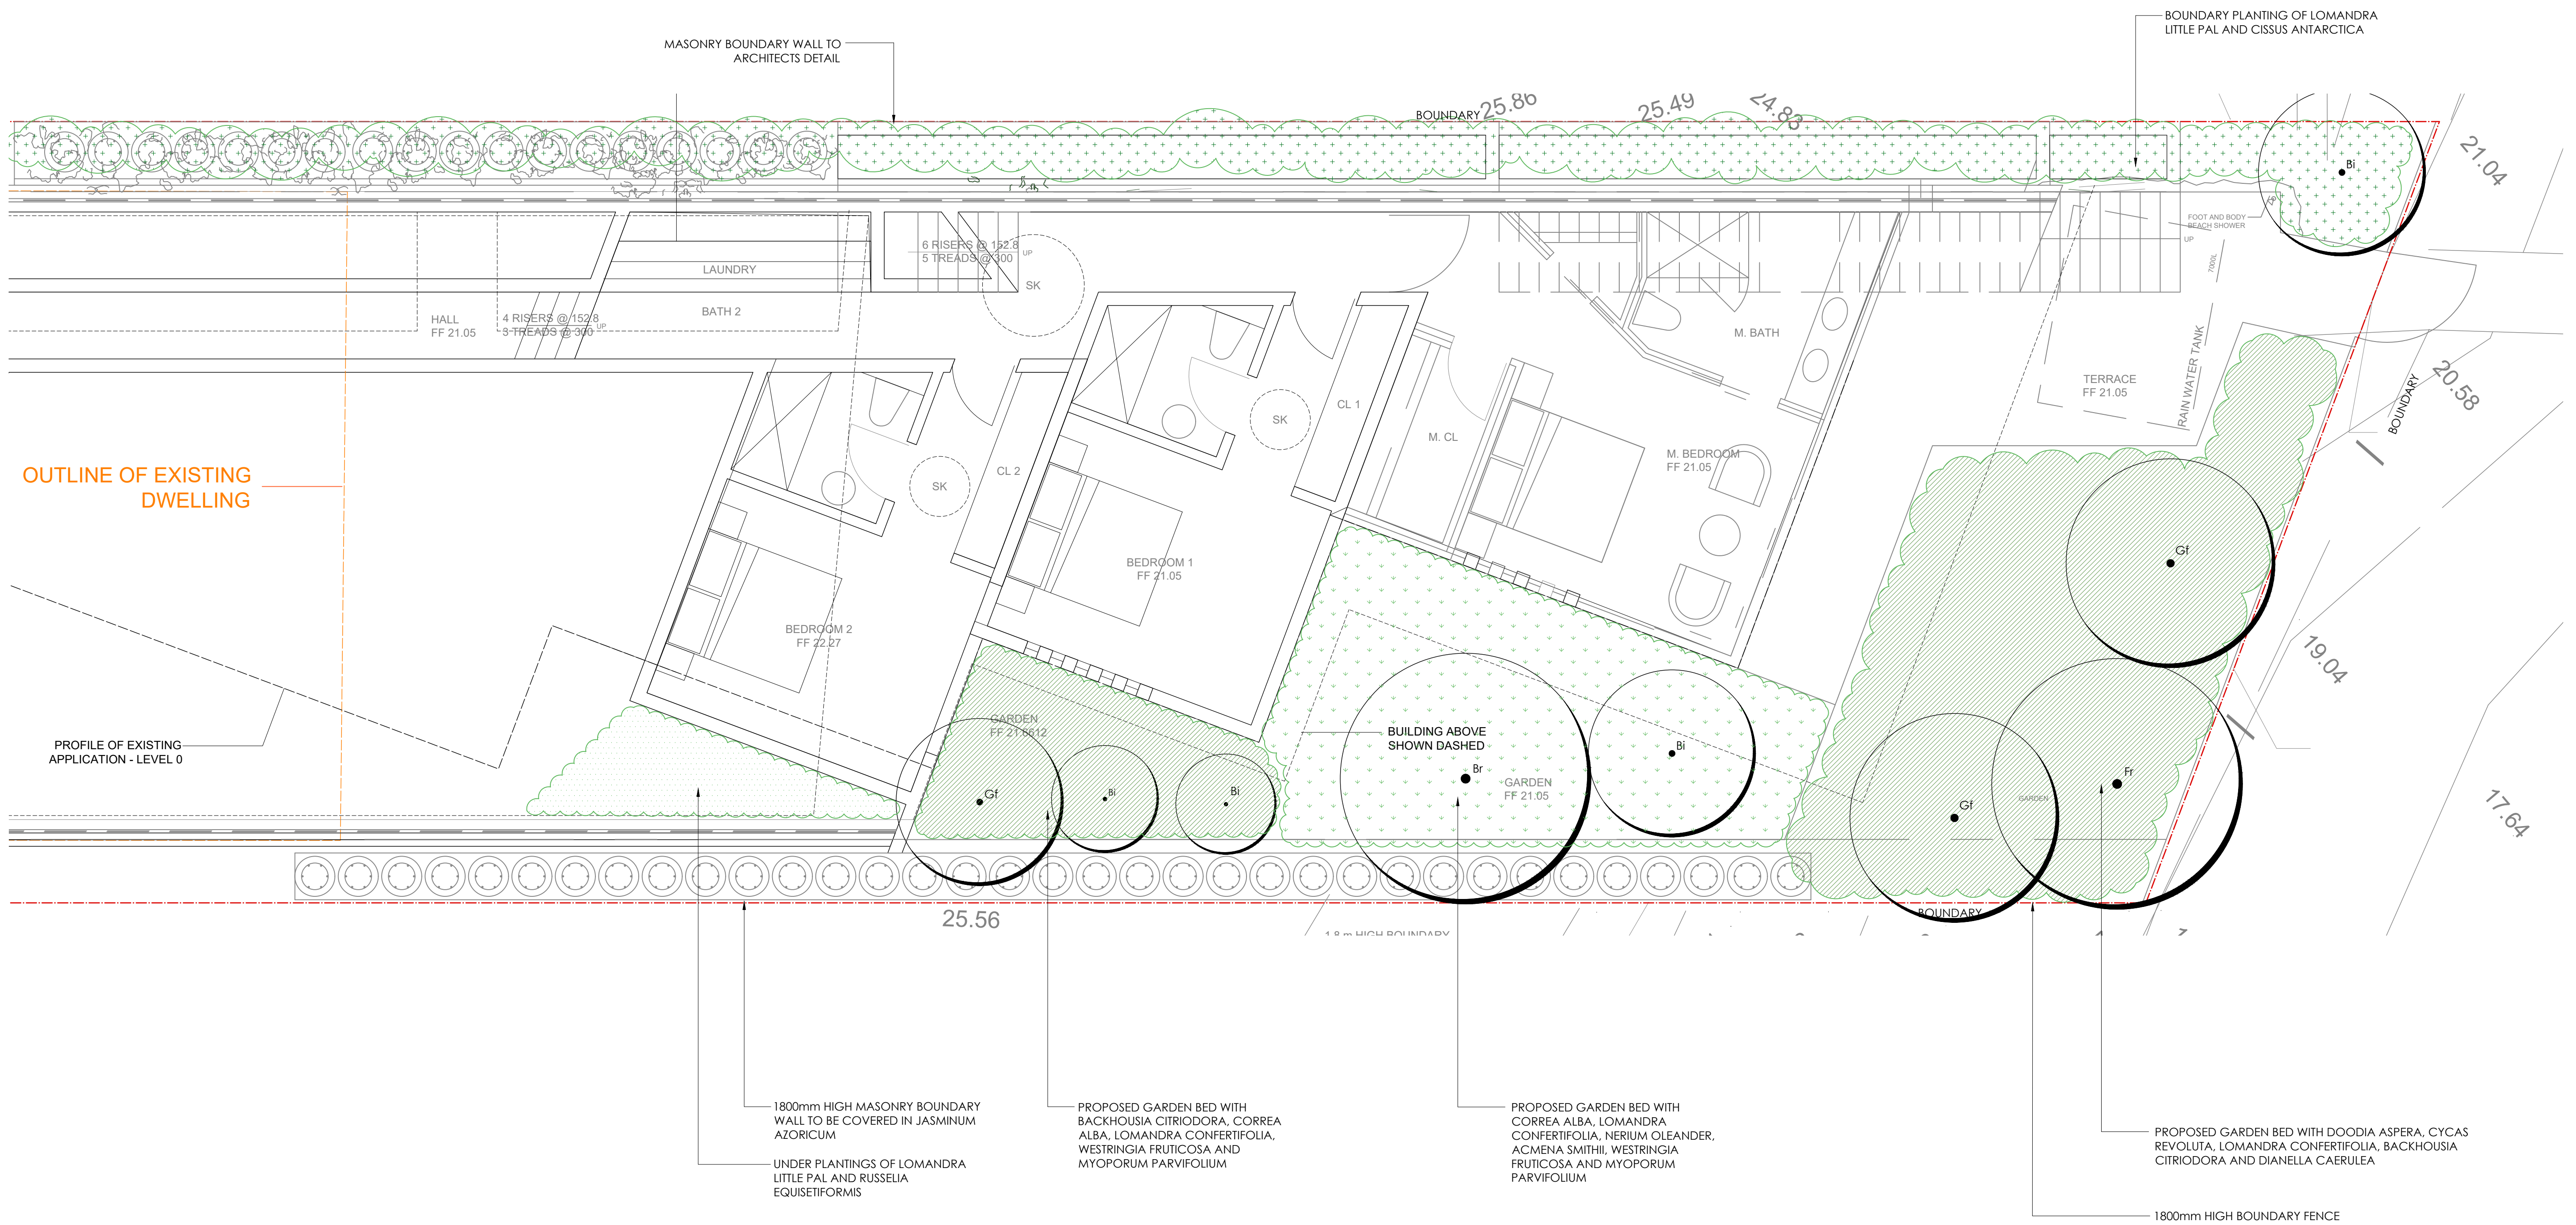 BOUNDARY PLANTING OF LOMANDRA
LITTLE PAL AND CISSUS ANTARCTICA
MASONRY BOUNDARY WALL TO
ARCHITECTS DETAIL
BOUNDARY
25.86
25.49
24.83
21.04
Bi
FOOT AND BODY
BEACH SHOWER
UP
7000L
6 RISERS @ 152.8
5 TREADS @ 300
UP
LAUNDRY
SK
BATH 2
HALL
FF 21.05
4 RISERS @ 152.8
3 TREADS @ 300
UP
M. BATH
TERRACE
FF 21.05
RAIN WATER TANK
20.58
BOUNDARY
CL 1
SK
M. CL
M. BEDROOM
FF 21.05
CL 2
SK
OUTLINE OF EXISTING
DWELLING
BEDROOM 1
FF 21.05
Gf
BEDROOM 2
FF 22.27
19.04
GARDEN
FF 21.6612
BUILDING ABOVE
SHOWN DASHED
PROFILE OF EXISTING
APPLICATION - LEVEL 0
Bi
Br
GARDEN
FF 21.05
Fr
Gf
Bi
Bi
GARDEN
Gf
17.64
25.56
BOUNDARY
1.8 m HIGH BOUNDARY
1800mm HIGH MASONRY BOUNDARY
WALL TO BE COVERED IN JASMINUM
AZORICUM
UNDER PLANTINGS OF LOMANDRA
LITTLE PAL AND RUSSELIA
EQUISETIFORMIS
PROPOSED GARDEN BED WITH
BACKHOUSIA CITRIODORA, CORREA
ALBA, LOMANDRA CONFERTIFOLIA,
WESTRINGIA FRUTICOSA AND
MYOPORUM PARVIFOLIUM
PROPOSED GARDEN BED WITH
CORREA ALBA, LOMANDRA
CONFERTIFOLIA, NERIUM OLEANDER,
ACMENA SMITHII, WESTRINGIA
FRUTICOSA AND MYOPORUM
PARVIFOLIUM
PROPOSED GARDEN BED WITH DOODIA ASPERA, CYCAS
REVOLUTA, LOMANDRA CONFERTIFOLIA, BACKHOUSIA
CITRIODORA AND DIANELLA CAERULEA
1800mm HIGH BOUNDARY FENCE